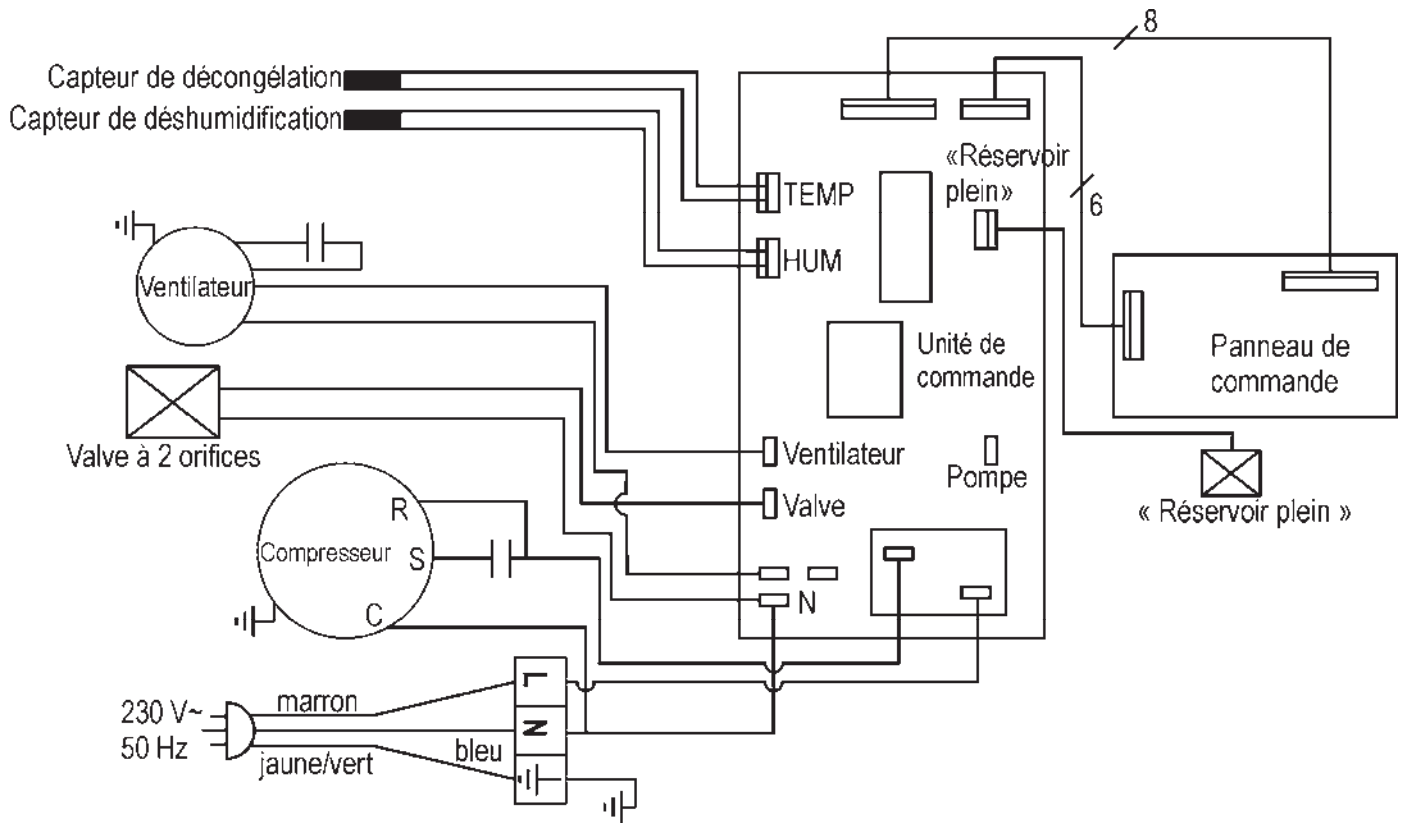 8
Capteur de décongélation
Capteur de déshumidification
«Réservoir
plein»
TEMP
6
HUM
Ventilateur
Unité de
commande
Panneau de
commande
Valve à 2 orifices
Ventilateur
Pompe
Valve
« Réservoir plein »
R
Compresseur
S
C
N
L
marron
230 V~
N
50 Hz
bleu
jaune/vert